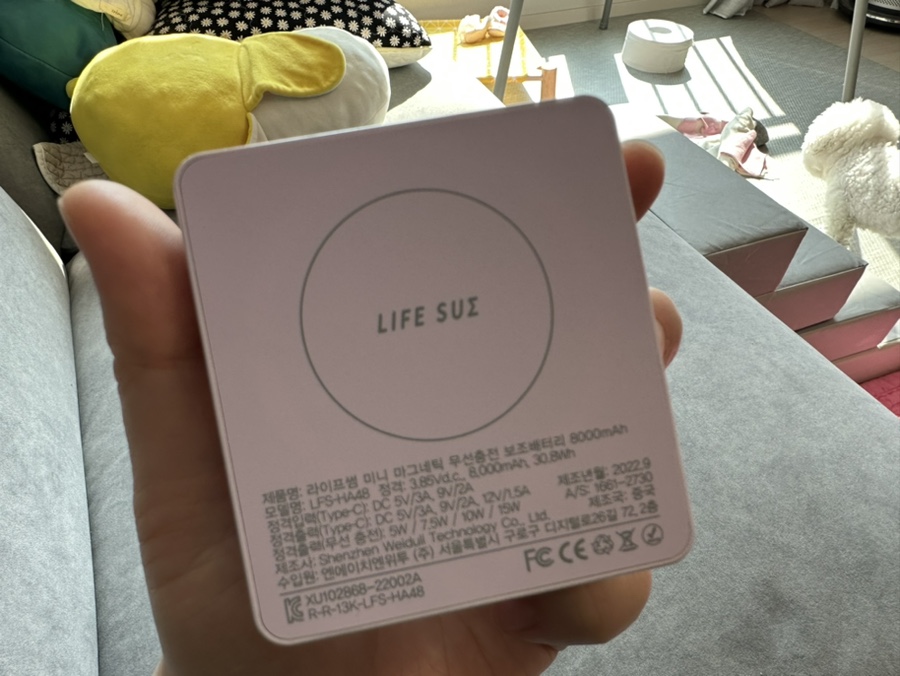 LIFE SUΣ
제품명: 라이프썸 미니 마그네틱 무선충전 보조배터리 8000mAh
모델명: LFS-HA48 정격: 3.85Vd.c., 8,000mAh, 30.8Wh
정격입력(Type-C): DC 5V/3A, 9V/2A 제조년월: 2022.9
정격출력(Type-C): DC 5V/3A, 9V/2A, 12V/1.5A A/S: 1661-2730
정격출력(무선 충전): 5W / 7.5W / 10W / 15W 제조국: 중국
제조사: Shenzhen Weiduli Technology Co., Ltd.
수입원: 엔에이치앤위투 (주) 서울특별시 구로구 디지털로26길 72, 2층
XU102868-22002A
R-R-13K-LFS-HA48
FC CE